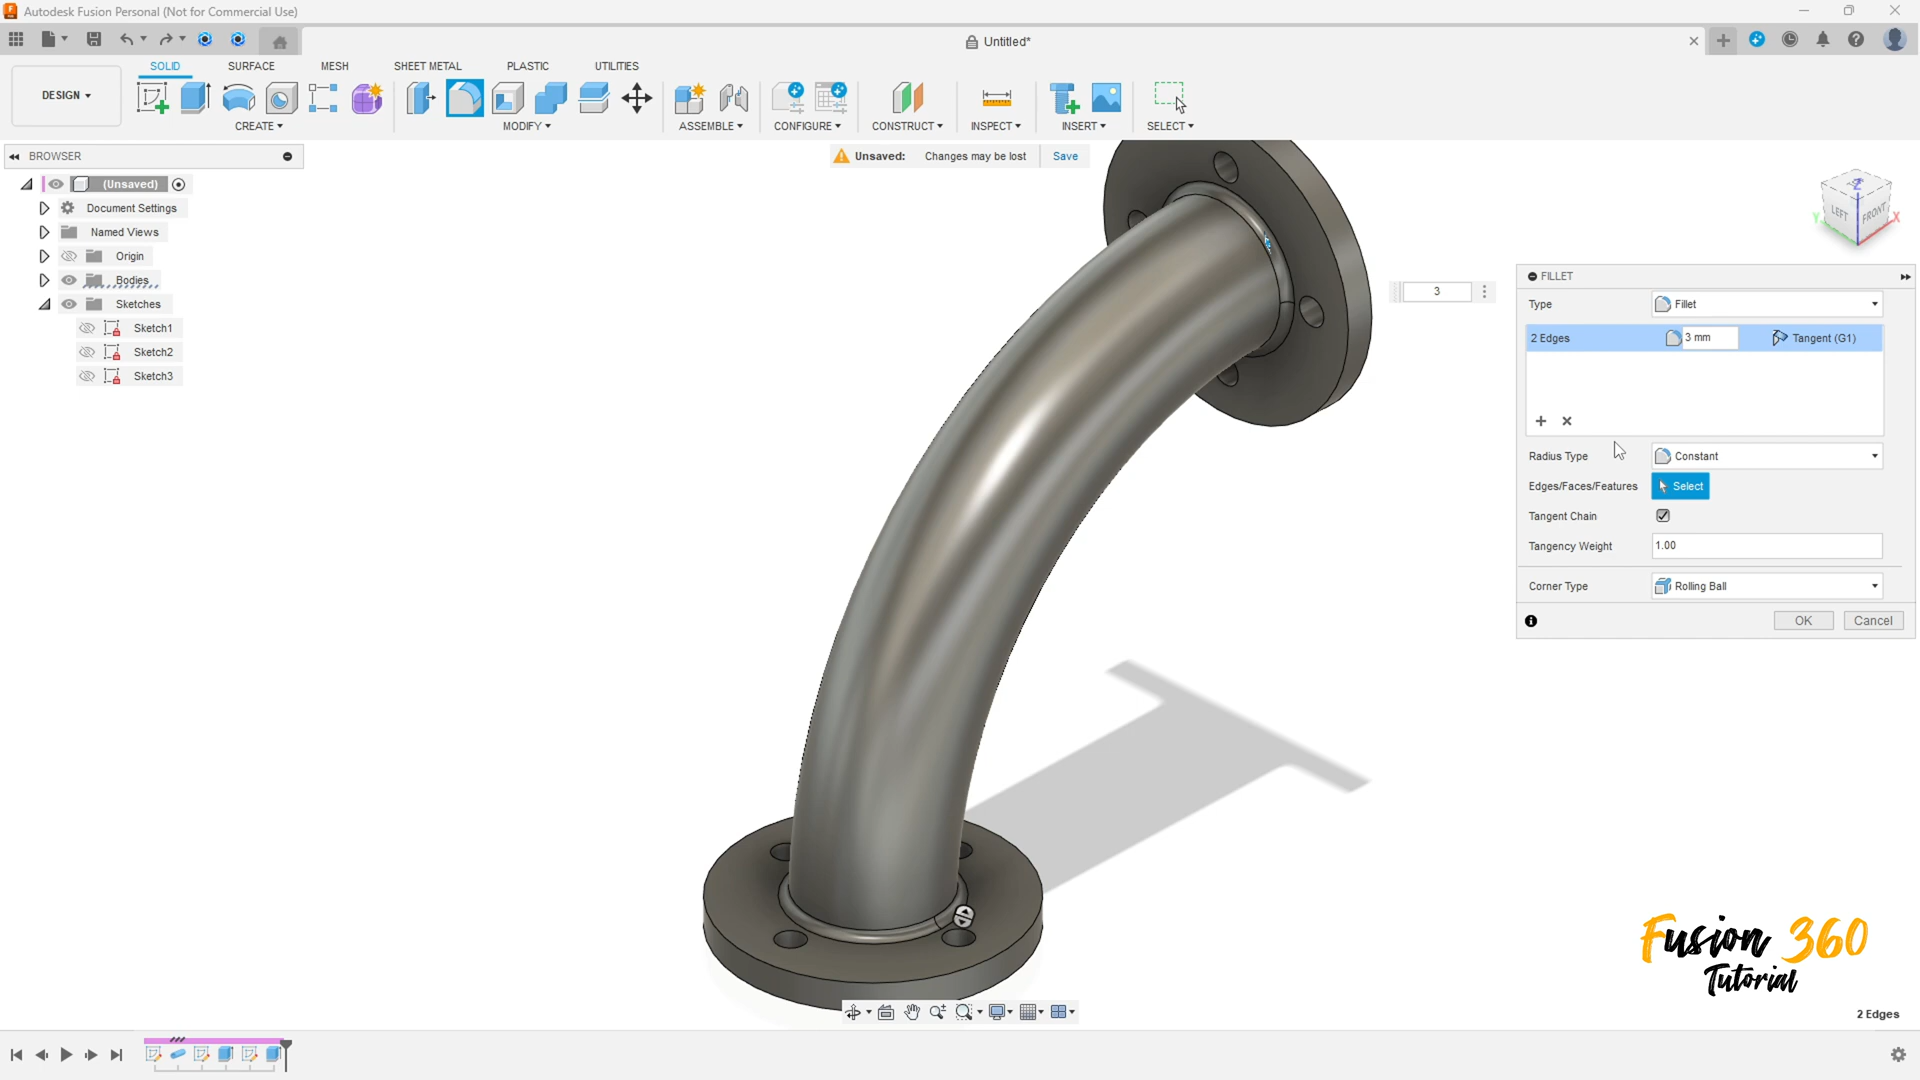 Autodesk Fusion Personal (Not for Commercial Use)
Untitled*
SOLID SURFACE MESH SHEET METAL PLASTIC UTILITIES
DESIGN
CREATE MODIFY ASSEMBLE CONFIGURE CONSTRUCT INSPECT INSERT SELECT
BROWSER
Unsaved: Changes may be lost Save
(Unsaved)
Document Settings
Named Views
Origin
Bodies
Sketches
Sketch1
Sketch2
Sketch3
Z
LEFT FRONT
Y X
3
FILLET
Type Fillet
2 Edges 3 mm Tangent (G1)
Radius Type Constant
Edges/Faces/Features Select
Tangent Chain
Tangency Weight 1.00
Corner Type Rolling Ball
OK Cancel
Fusion 360
Tutorial
2 Edges